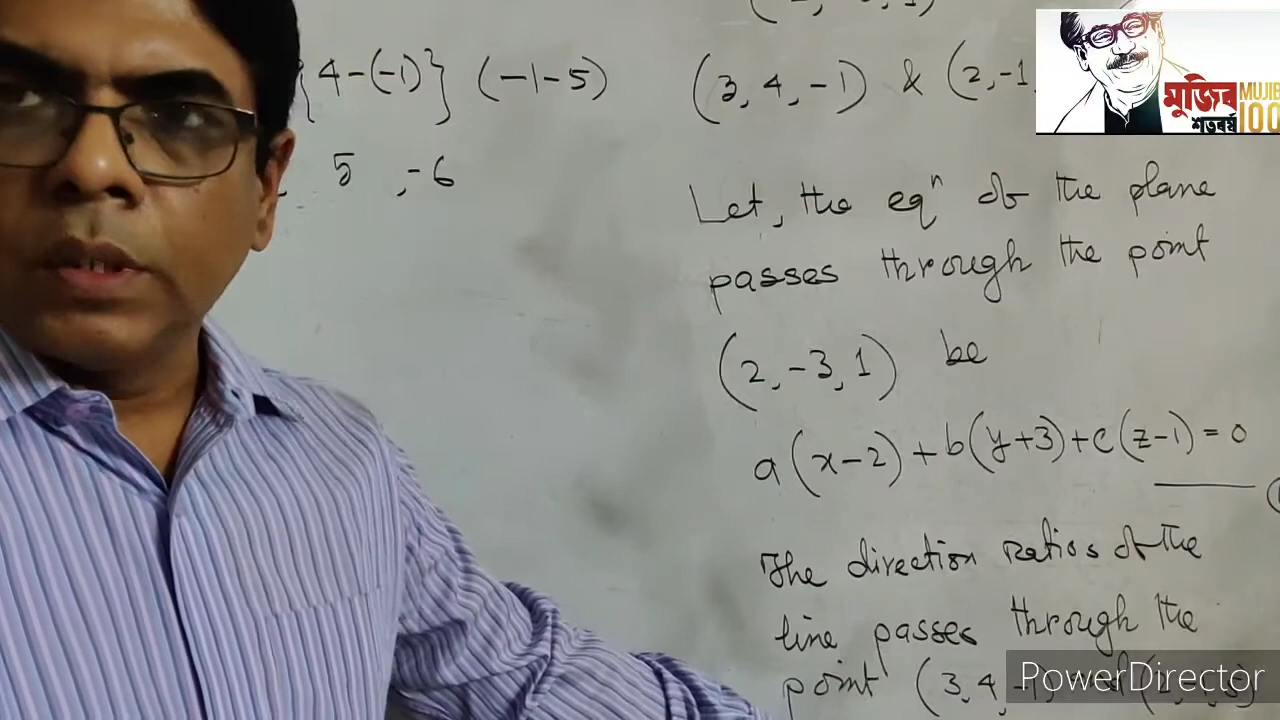 {4-(-1)} (-1-5)
5 , -6
(3, 4, -1) & (2, -1
Let, the eqⁿ of the plane
passes through the point
(2, -3, 1) be
a(x-2)+b(y+3)+c(z-1)=0
The direction ratios of the
line passes through the
point (3, 4, -1)
মুজিব
শতবর্ষ
MUJIB
100
PowerDirector